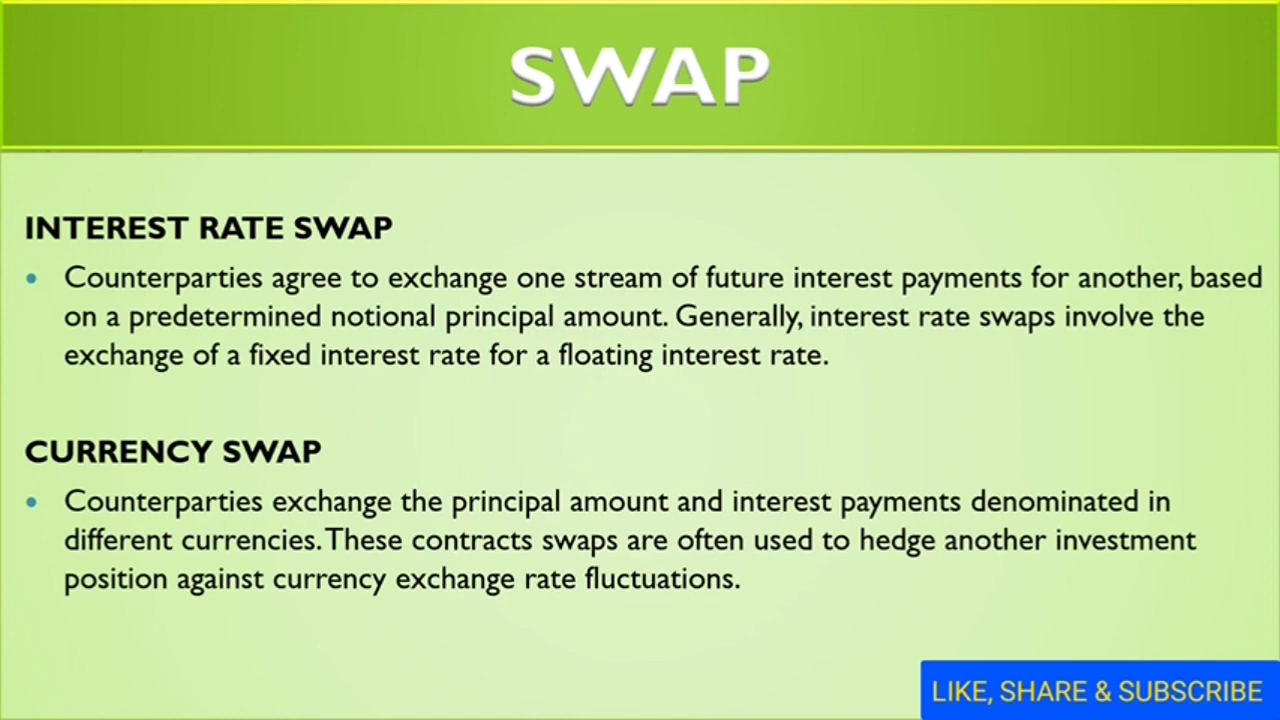 SWAP
INTEREST RATE SWAP
• Counterparties agree to exchange one stream of future interest payments for another, based
on a predetermined notional principal amount. Generally, interest rate swaps involve the
exchange of a fixed interest rate for a floating interest rate.
CURRENCY SWAP
• Counterparties exchange the principal amount and interest payments denominated in
different currencies. These contracts swaps are often used to hedge another investment
position against currency exchange rate fluctuations.
LIKE, SHARE & SUBSCRIBE